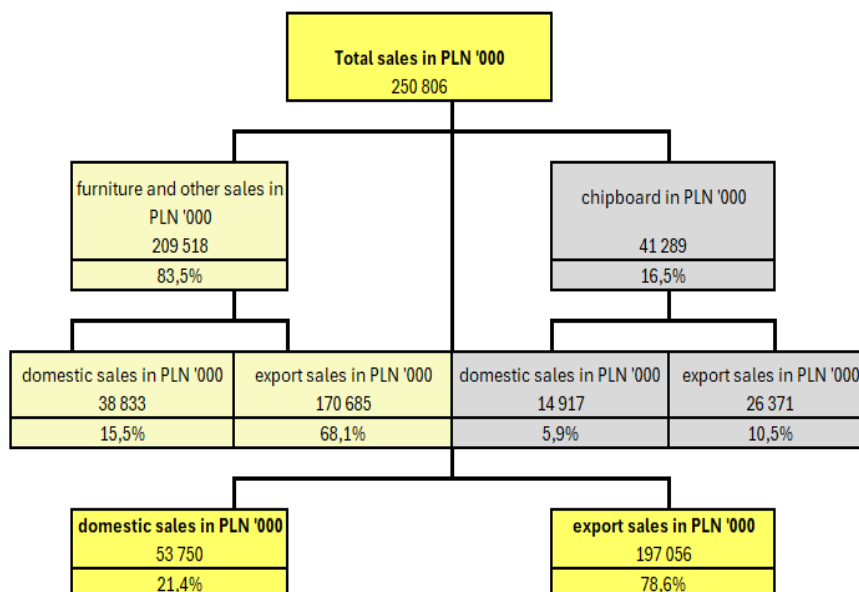 Total sales in PLN '000
250 806
furniture and other sales in
PLN '000
209 518
83,5%
chipboard in PLN '000
41 289
16,5%
domestic sales in PLN '000
38 833
15,5%
export sales in PLN '000
170 685
68,1%
domestic sales in PLN '000
14 917
5,9%
export sales in PLN '000
26 371
10,5%
domestic sales in PLN '000
53 750
21,4%
export sales in PLN '000
197 056
78,6%